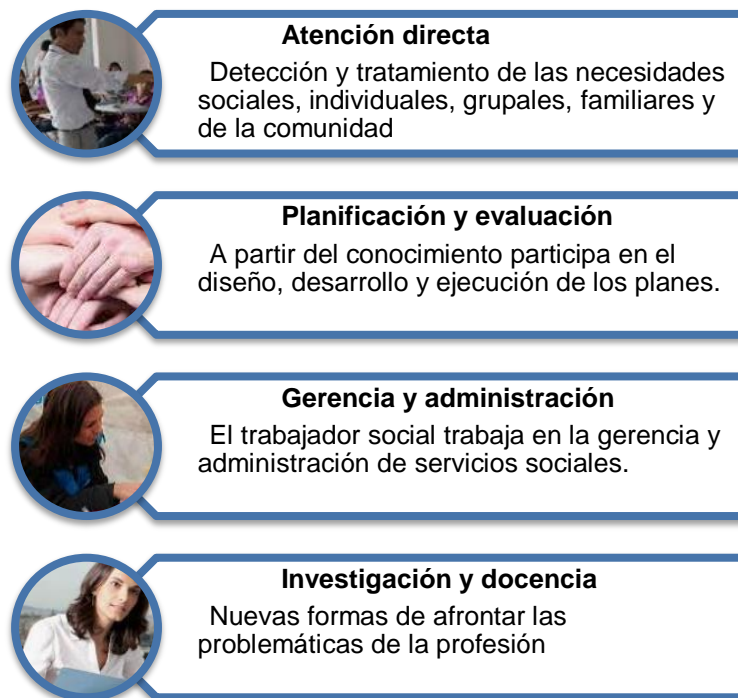 Atención directa
Detección y tratamiento de las necesidades
sociales, individuales, grupales, familiares y
de la comunidad
Planificación y evaluación
A partir del conocimiento participa en el
diseño, desarrollo y ejecución de los planes.
Gerencia y administración
El trabajador social trabaja en la gerencia y
administración de servicios sociales.
Investigación y docencia
Nuevas formas de afrontar las
problemáticas de la profesión